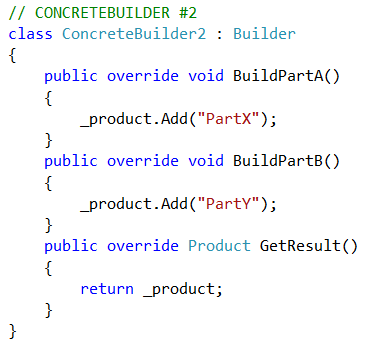 // CONCRETEBUILDER #2
class ConcreteBuilder2 : Builder
{
    public override void BuildPartA()
    {
        _product.Add("PartX");
    }
    public override void BuildPartB()
    {
        _product.Add("PartY");
    }
    public override Product GetResult()
    {
        return _product;
    }
}